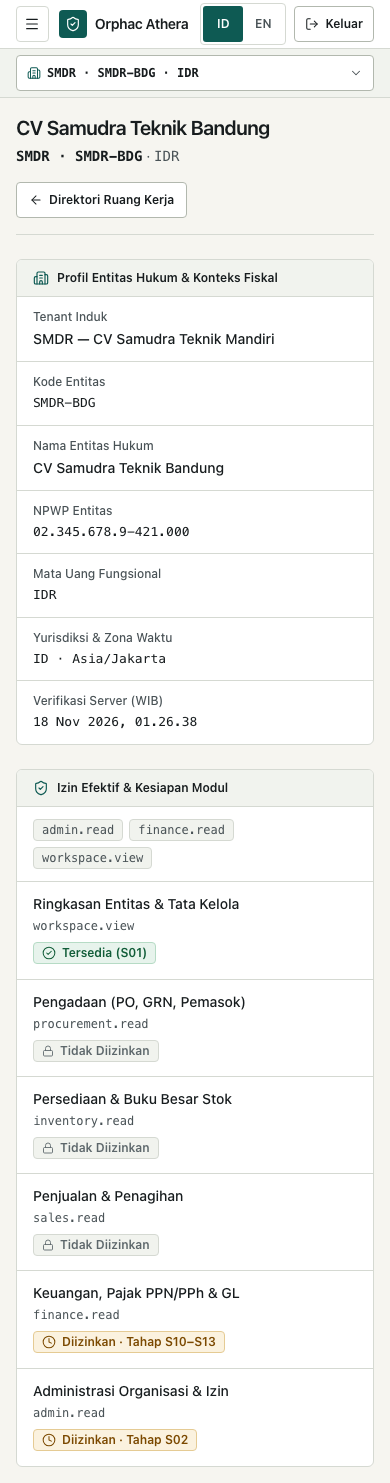 Orphac Athera
ID
EN
Keluar
SMDR · SMDR-BDG · IDR
CV Samudra Teknik Bandung
SMDR · SMDR-BDG · IDR
Direktori Ruang Kerja
Profil Entitas Hukum & Konteks Fiskal
Tenant Induk
SMDR — CV Samudra Teknik Mandiri
Kode Entitas
SMDR-BDG
Nama Entitas Hukum
CV Samudra Teknik Bandung
NPWP Entitas
02.345.678.9-421.000
Mata Uang Fungsional
IDR
Yurisdiksi & Zona Waktu
ID · Asia/Jakarta
Verifikasi Server (WIB)
18 Nov 2026, 01.26.38
Izin Efektif & Kesiapan Modul
admin.read
finance.read
workspace.view
Ringkasan Entitas & Tata Kelola
workspace.view
Tersedia (S01)
Pengadaan (PO, GRN, Pemasok)
procurement.read
Tidak Diizinkan
Persediaan & Buku Besar Stok
inventory.read
Tidak Diizinkan
Penjualan & Penagihan
sales.read
Tidak Diizinkan
Keuangan, Pajak PPN/PPh & GL
finance.read
Diizinkan · Tahap S10–S13
Administrasi Organisasi & Izin
admin.read
Diizinkan · Tahap S02